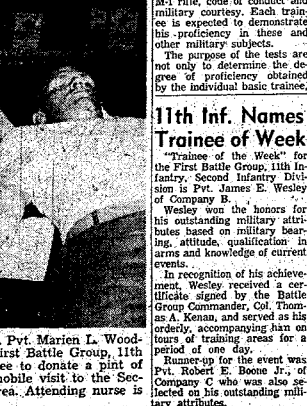 M-1 rifle, code of conduct and
military courtesy. Each train-
ee is expected to demonstrate
his proficiency in these and
other military subjects.
The purpose of the tests are
not only to determine the de-
gree of proficiency obtained
by the individual basic trainee.
11th Inf. Names
Trainee of Week
"Trainee of the Week" for
the First Battle Group, 11th In-
fantry, Second Infantry Divi-
sion is Pvt. James E. Wesley
of Company B.
Wesley won the honors for
his outstanding military attri-
butes based on military bear-
ing, attitude, qualification in
arms and knowledge of current
events.
In recognition of his achieve-
ment, Wesley received a cer-
tificate signed by the Battle
Group Commander, Col. Thom-
as A. Kenan, and served as his
orderly, accompanying him on
tours of training areas for a
period of one day.
Runner-up for the event was
Pvt. Robert E. Boone Jr., of
Company C who was also se-
lected on his outstanding mili-
tary attributes.
Pvt. Marien L. Wood-
irst Battle Group, 11th
ee to donate a pint of
nobile visit to the Sec-
rea. Attending nurse is